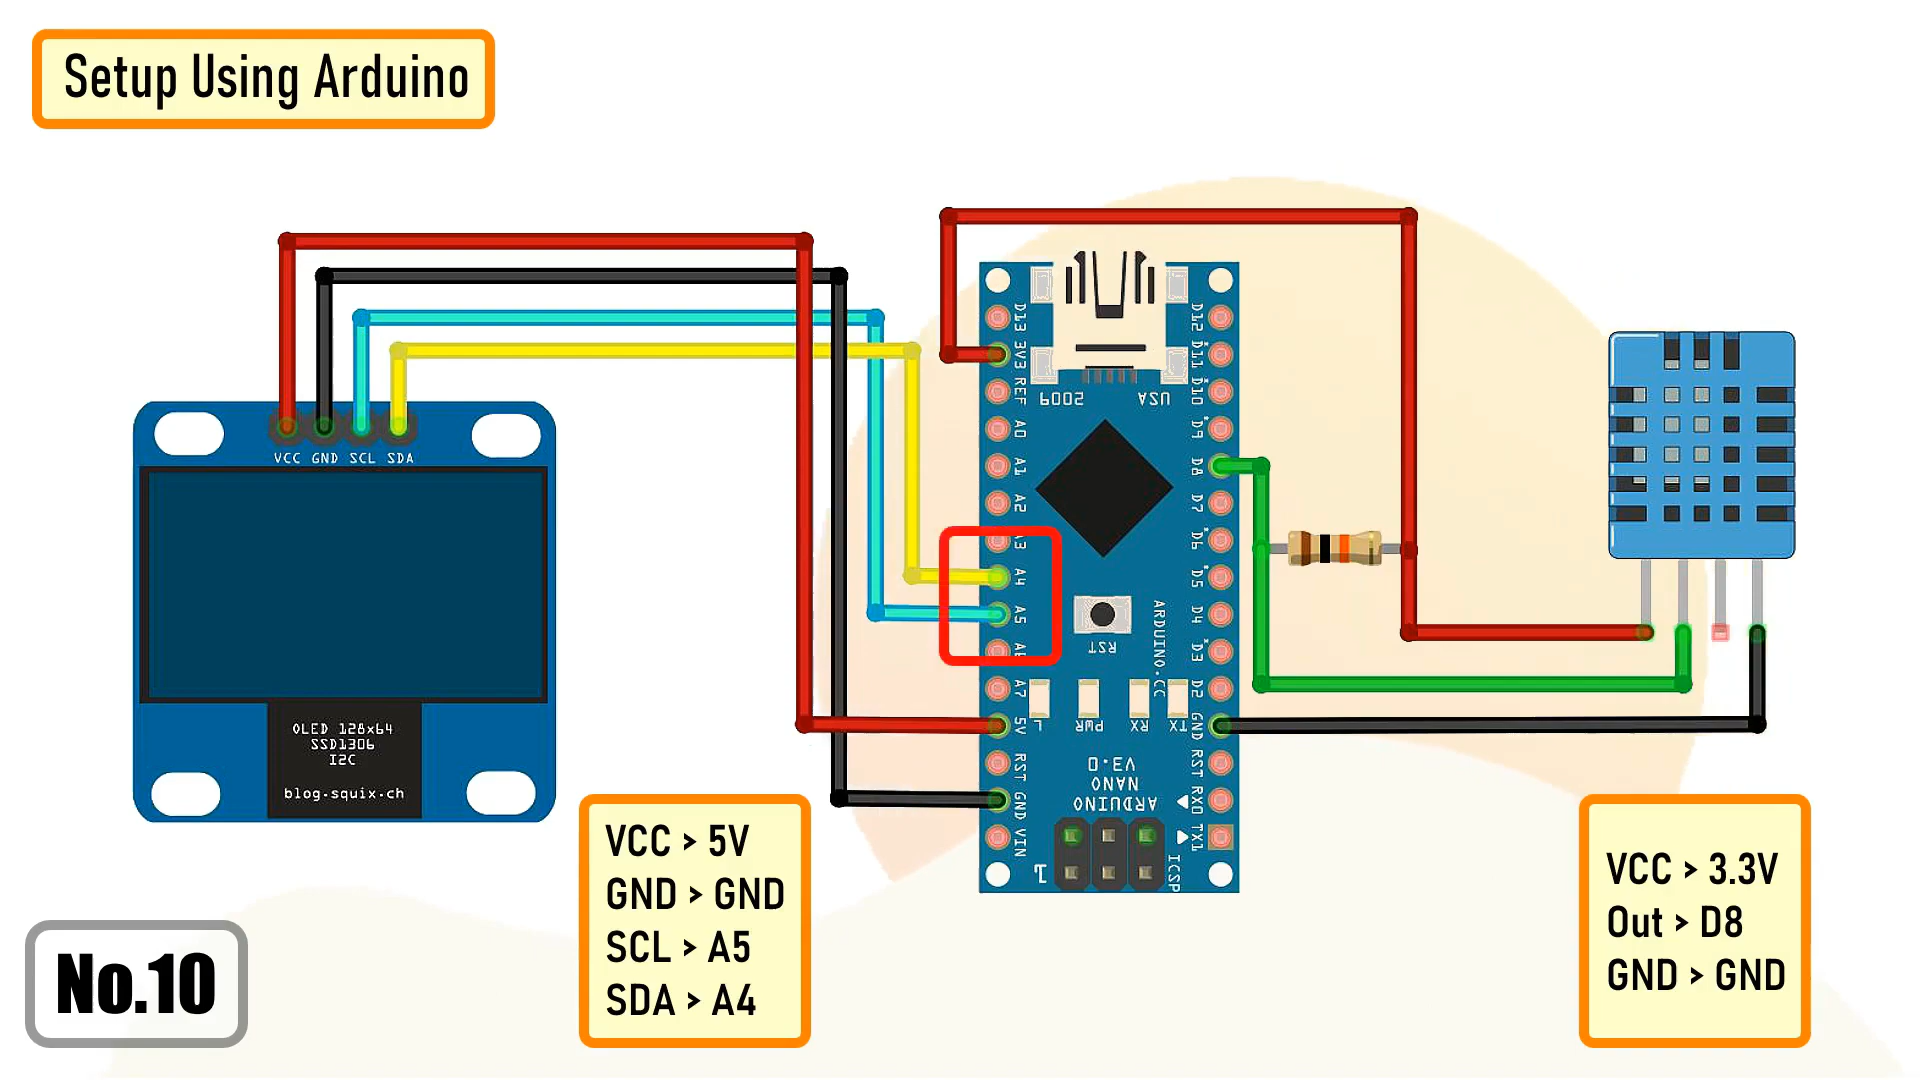 Setup Using Arduino
VCC GND SCL SDA
OLED 128x64
SSD1306
I2C
blog.squix.ch
D13
3V3
REF
A0
A1
A2
A3
A4
A5
A7
5V
RST
GND
VIN
D12
D11
D10
D9
D8
D7
D6
D5
D4
D3
D2
GND
RST
RX0
TX1
2009
USA
RST
ARDUINO.CC
L
PWR
RX
TX
ARDUINO
NANO
V3.0
1
ICSP
VCC > 5V
GND > GND
SCL > A5
SDA > A4
VCC > 3.3V
Out > D8
GND > GND
No.10